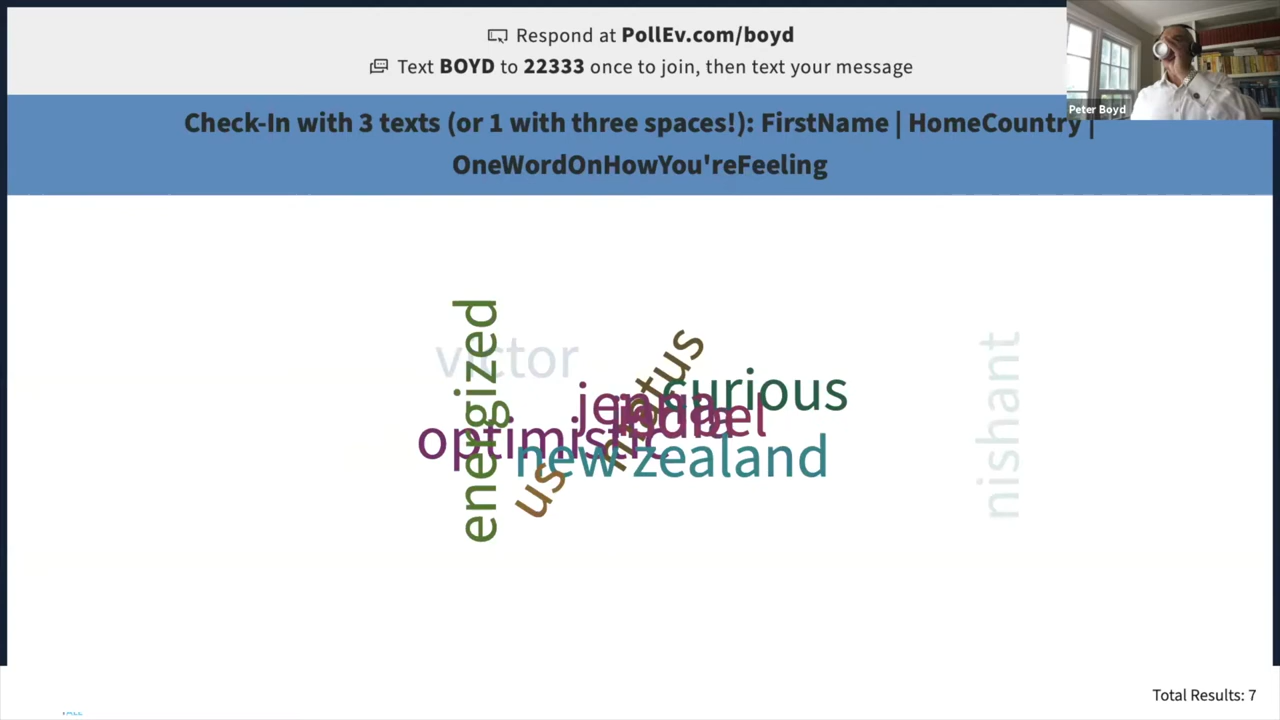 Respond at PollEv.com/boyd
Text BOYD to 22333 once to join, then text your message
Peter Boyd
Check-In with 3 texts (or 1 with three spaces!): FirstName | HomeCountry |
OneWordOnHowYou'reFeeling
energized
victor
jenna
curious
optimistic
new zealand
us
nishant
Total Results: 7